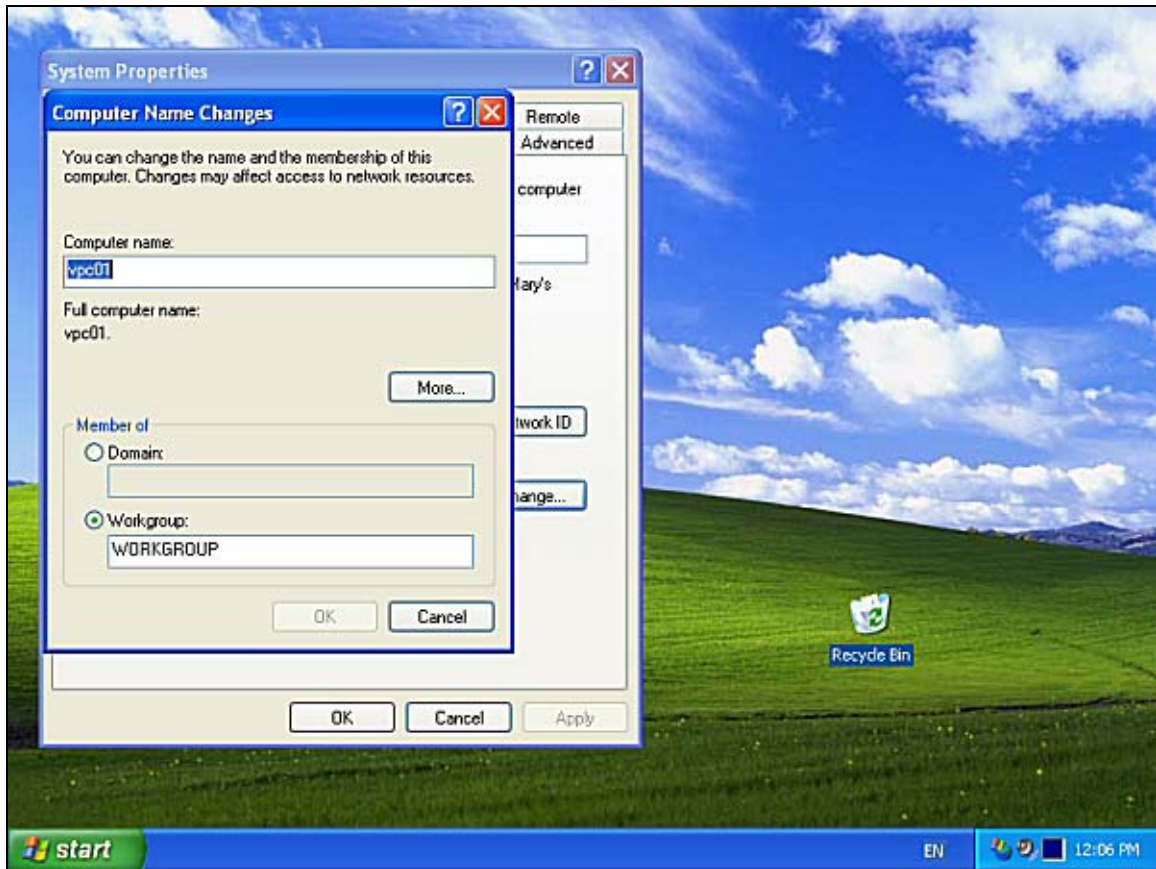 System Properties
Computer Name Changes
Remote
Advanced
You can change the name and the membership of this
computer. Changes may affect access to network resources.
computer
Computer name:
vpc01
Mary's
Full computer name:
vpc01.
More...
Member of
twork ID
Domain:
hange...
Workgroup:
WORKGROUP
OK
Cancel
Recycle Bin
OK
Cancel
Apply
start
EN
12:06 PM